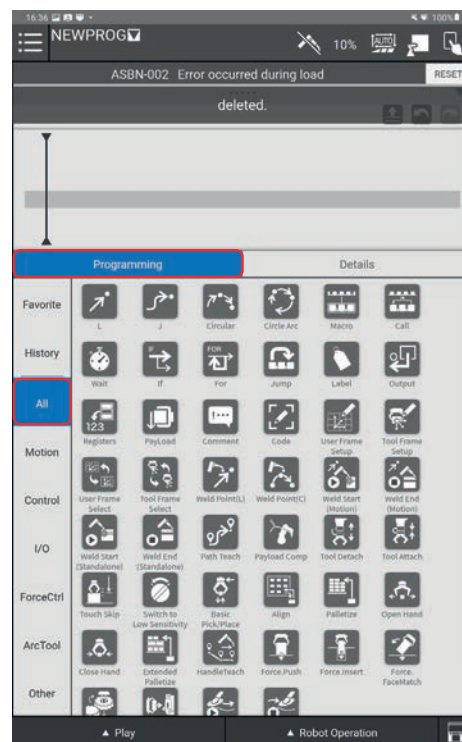 16:36
100%
NEWPROG
10%
AUTO
ASBN-002 Error occurred during load
RESET
deleted.
Programming
Details
Favorite
History
All
Motion
Control
I/O
ForceCtrl
ArcTool
Other
L
J
Circular
Circle Arc
Macro
Call
IF
FOR
Wait
If
For
Jump
Label
Output
123
Registers
PayLoad
Comment
Code
User Frame
Setup
Tool Frame
Setup
User Frame
Select
Tool Frame
Select
Weld Point(L)
Weld Point(C)
Weld Start
(Motion)
Weld End
(Motion)
Weld Start
(Standalone)
Weld End
(Standalone)
Path Teach
Payload Comp
Tool Detach
Tool Attach
Touch Skip
Switch to
Low Sensitivity
Basic
Pick/Place
Align
Palletize
Open Hand
Close Hand
Extended
Palletize
HandleTeach
Force.Push
Force.Insert
Force.
FaceMatch
▲ Play
▲ Robot Operation